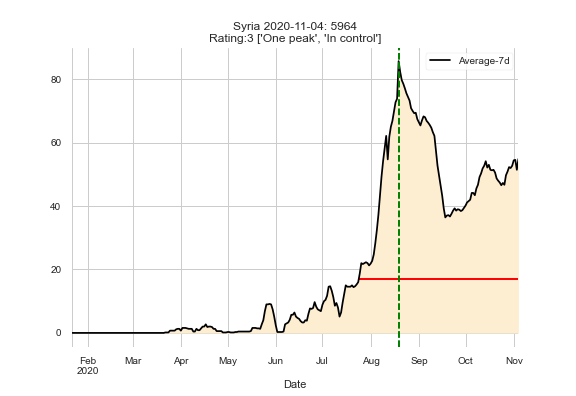 Syria 2020-11-04: 5964
Rating:3 ['One peak', 'In control']
Average-7d
80
60
40
20
0
Feb Mar Apr May Jun Jul Aug Sep Oct Nov
2020
Date